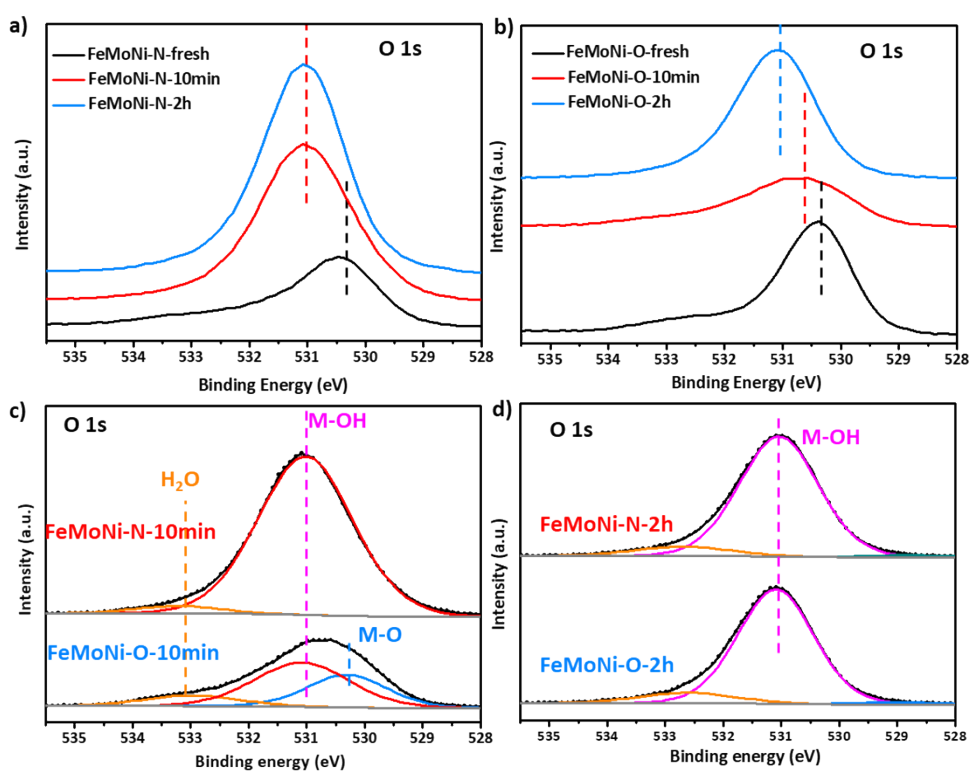 a)
O 1s
FeMoNi-N-fresh
FeMoNi-N-10min
FeMoNi-N-2h
Intensity (a.u.)
535 534 533 532 531 530 529 528
Binding Energy (eV)
b)
O 1s
FeMoNi-O-fresh
FeMoNi-O-10min
FeMoNi-O-2h
Intensity (a.u.)
535 534 533 532 531 530 529 528
Binding Energy (eV)
c)
O 1s
M-OH
H₂O
FeMoNi-N-10min
M-O
FeMoNi-O-10min
Intensity (a.u.)
535 534 533 532 531 530 529 528
Binding energy (eV)
d)
O 1s
M-OH
FeMoNi-N-2h
FeMoNi-O-2h
Intensity (a.u.)
535 534 533 532 531 530 529 528
Binding energy (eV)